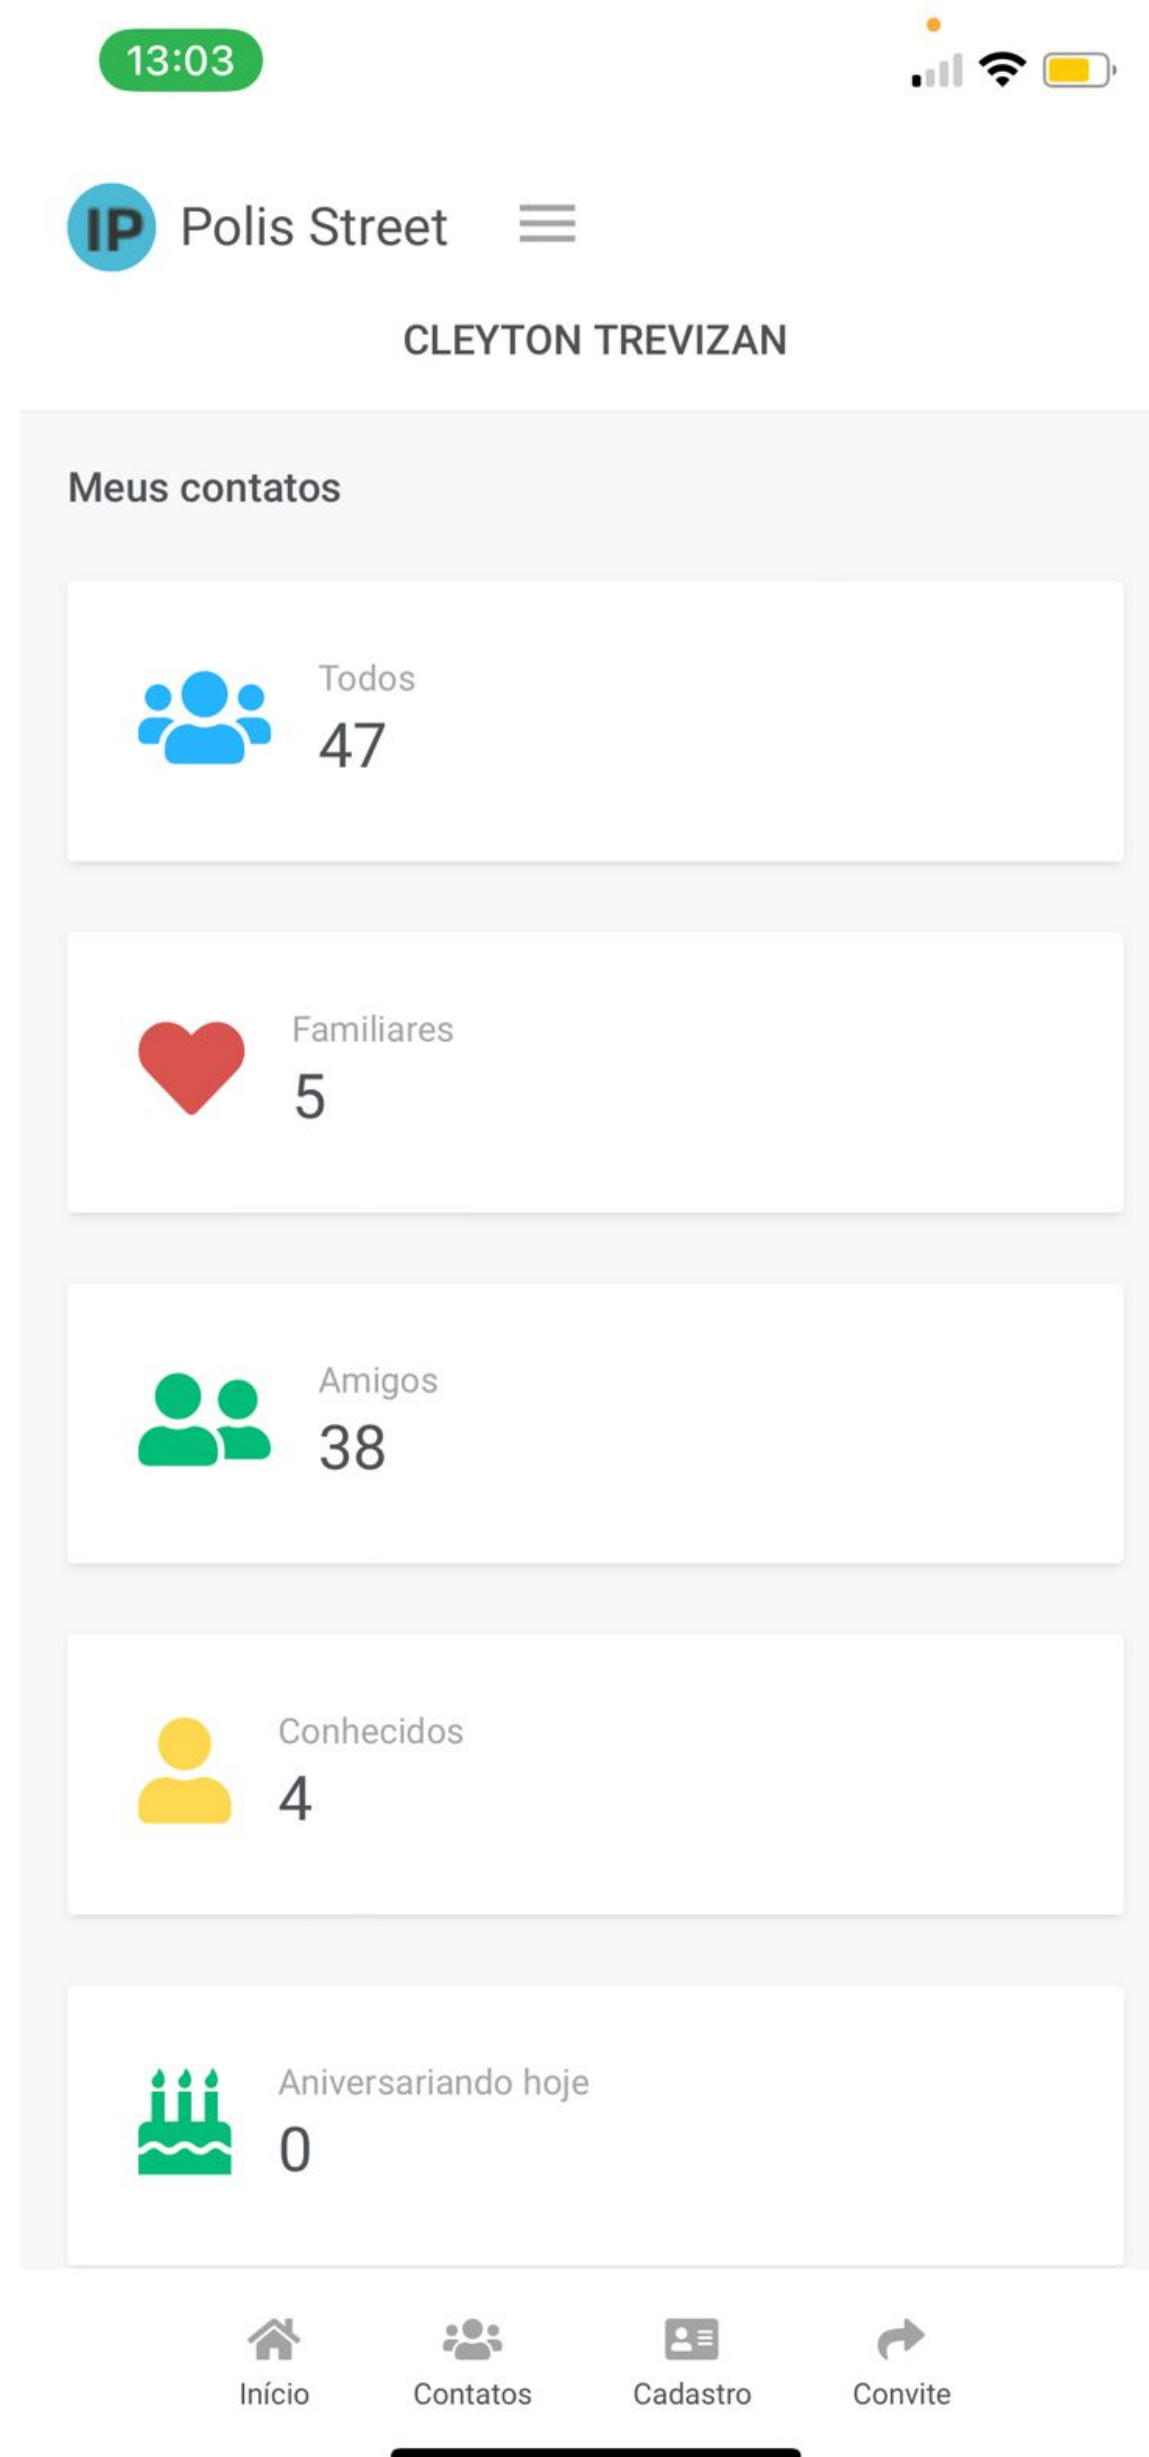 13:03
IP Polis Street
CLEYTON TREVIZAN
Meus contatos
Todos
47
Familiares
5
Amigos
38
Conhecidos
4
Aniversariando hoje
0
Início Contatos Cadastro Convite